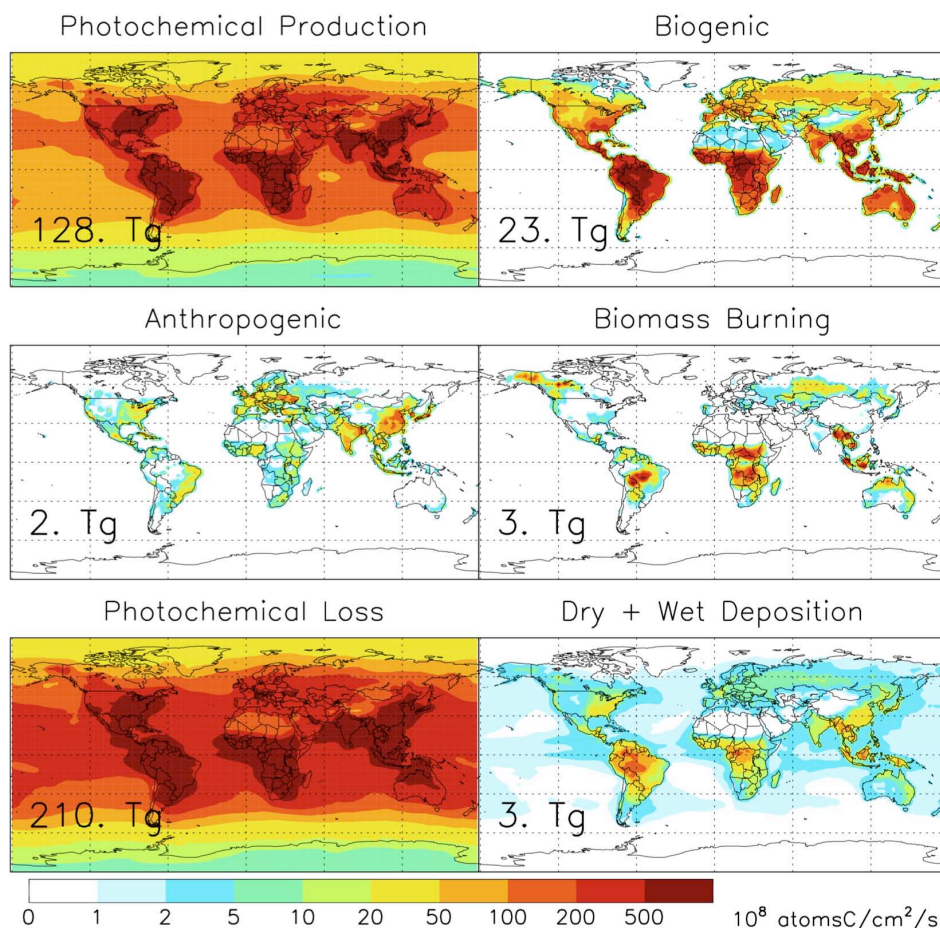 Photochemical Production
Biogenic
128. Tg
23. Tg
Anthropogenic
Biomass Burning
2. Tg
3. Tg
Photochemical Loss
Dry + Wet Deposition
210. Tg
3. Tg
0 1 2 5 10 20 50 100 200 500 10⁸ atomsC/cm²/s